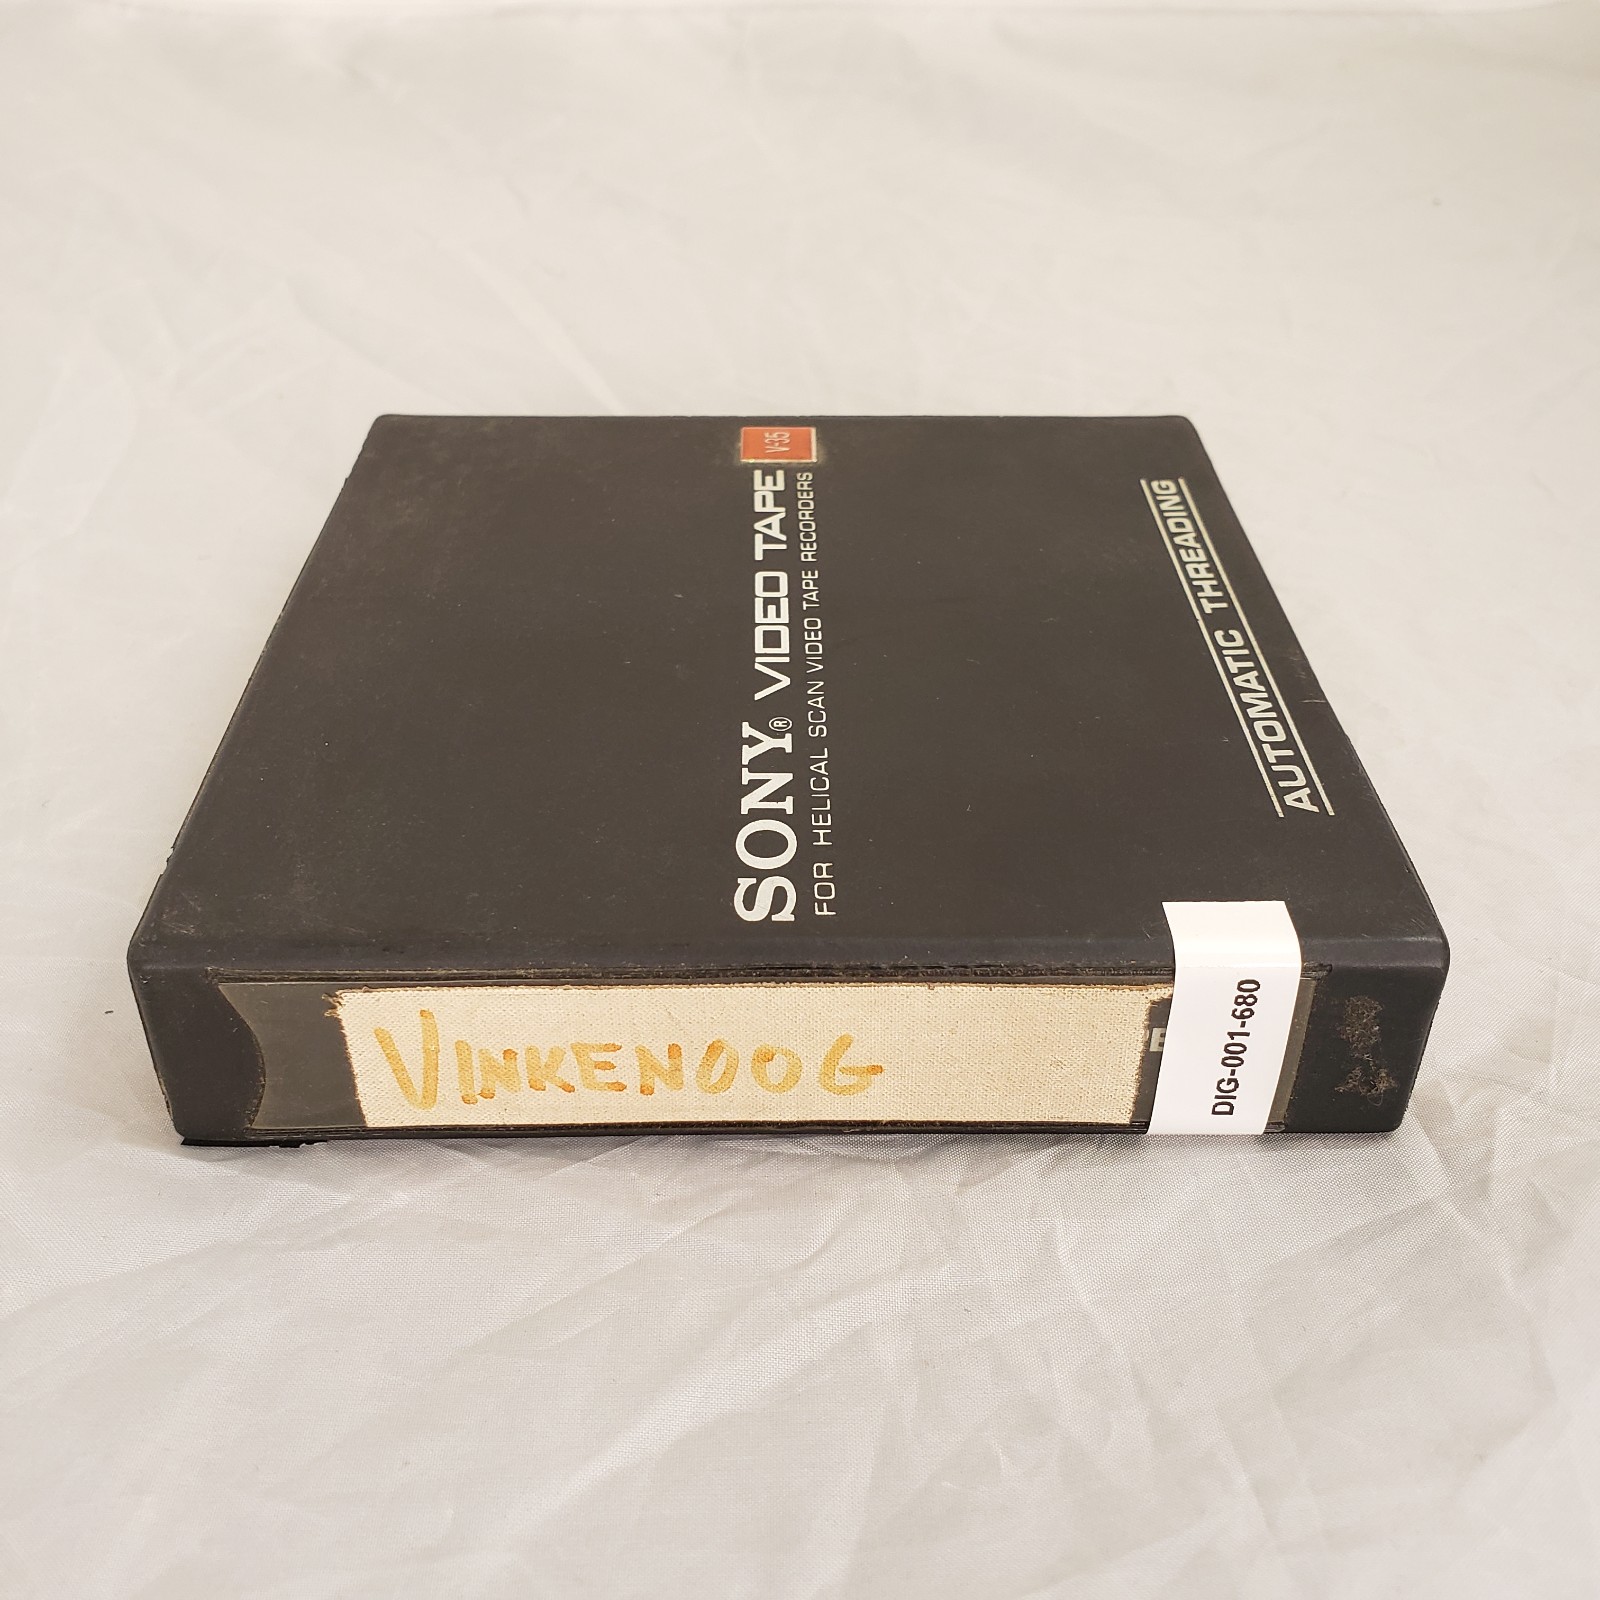 SONY® VIDEO TAPE V-35
FOR HELICAL SCAN VIDEO TAPE RECORDERS
AUTOMATIC THREADING
VINKENOOG
DIG-001-680